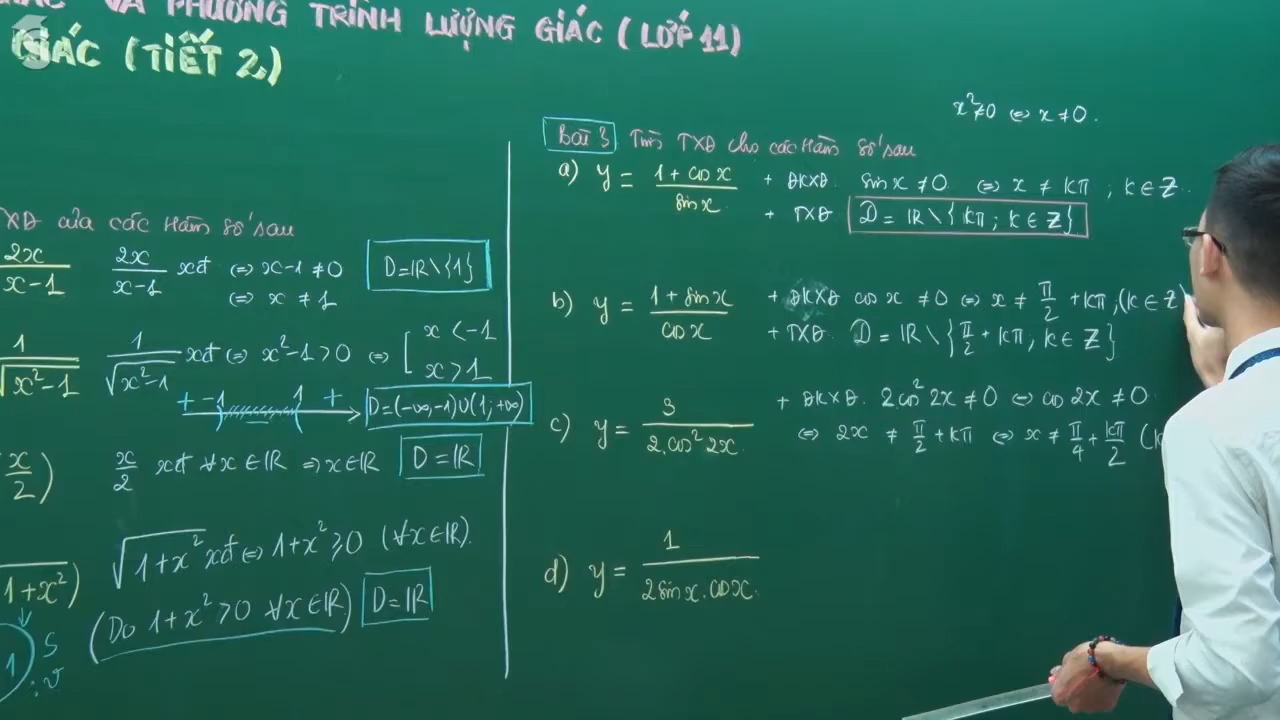 VÀ PHƯƠNG TRÌNH LƯỢNG GIÁC (LỚP 11)
GIÁC (TIẾT 2)
TXĐ của các Hàm số sau
2x/(x-1) 2x/(x-1) xđ ⇔ x-1 ≠ 0 D=ℝ\{1}
⇔ x ≠ 1
1/√(x²-1) 1/√(x²-1) xđ ⇔ x²-1 > 0 ⇔ [ x < -1
x > 1
+ -1 1 + D=(-∞,-1)∪(1;+∞)
x/2) x/2 xđ ∀x ∈ ℝ ⇒ x ∈ ℝ D = ℝ
√(1+x²) xđ ⇔ 1+x² ≥ 0 (∀x ∈ ℝ).
1+x²) (Do 1+x² > 0 ∀x ∈ ℝ) D = ℝ
1 S
x² ≠ 0 ⇔ x ≠ 0.
Bài 3 Tìm TXĐ cho các Hàm số sau
a) y = (1 + cos x)/(sin x) + ĐKXĐ sin x ≠ 0 ⇔ x ≠ kπ ; k ∈ Z.
+ TXĐ D = ℝ \ { kπ ; k ∈ Z }
b) y = (1 + sin x)/(cos x) + ĐKXĐ cos x ≠ 0 ⇔ x ≠ π/2 + kπ ; (k ∈ Z)
+ TXĐ. D = ℝ \ { π/2 + kπ, k ∈ Z }
c) y = 3/(2.cos² 2x.) + ĐKXĐ. 2cos² 2x ≠ 0 ⇔ cos 2x ≠ 0
⇔ 2x ≠ π/2 + kπ ⇔ x ≠ π/4 + kπ/2 (k
d) y = 1/(2 sin x . cos x.)